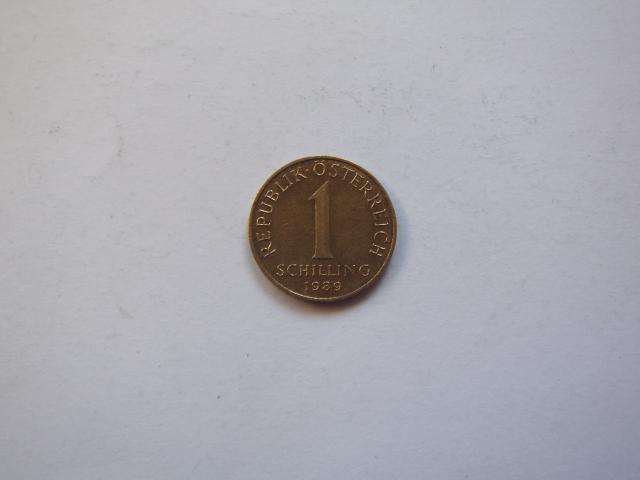 REPUBLIK·ÖSTERREICH
1
SCHILLING
1989